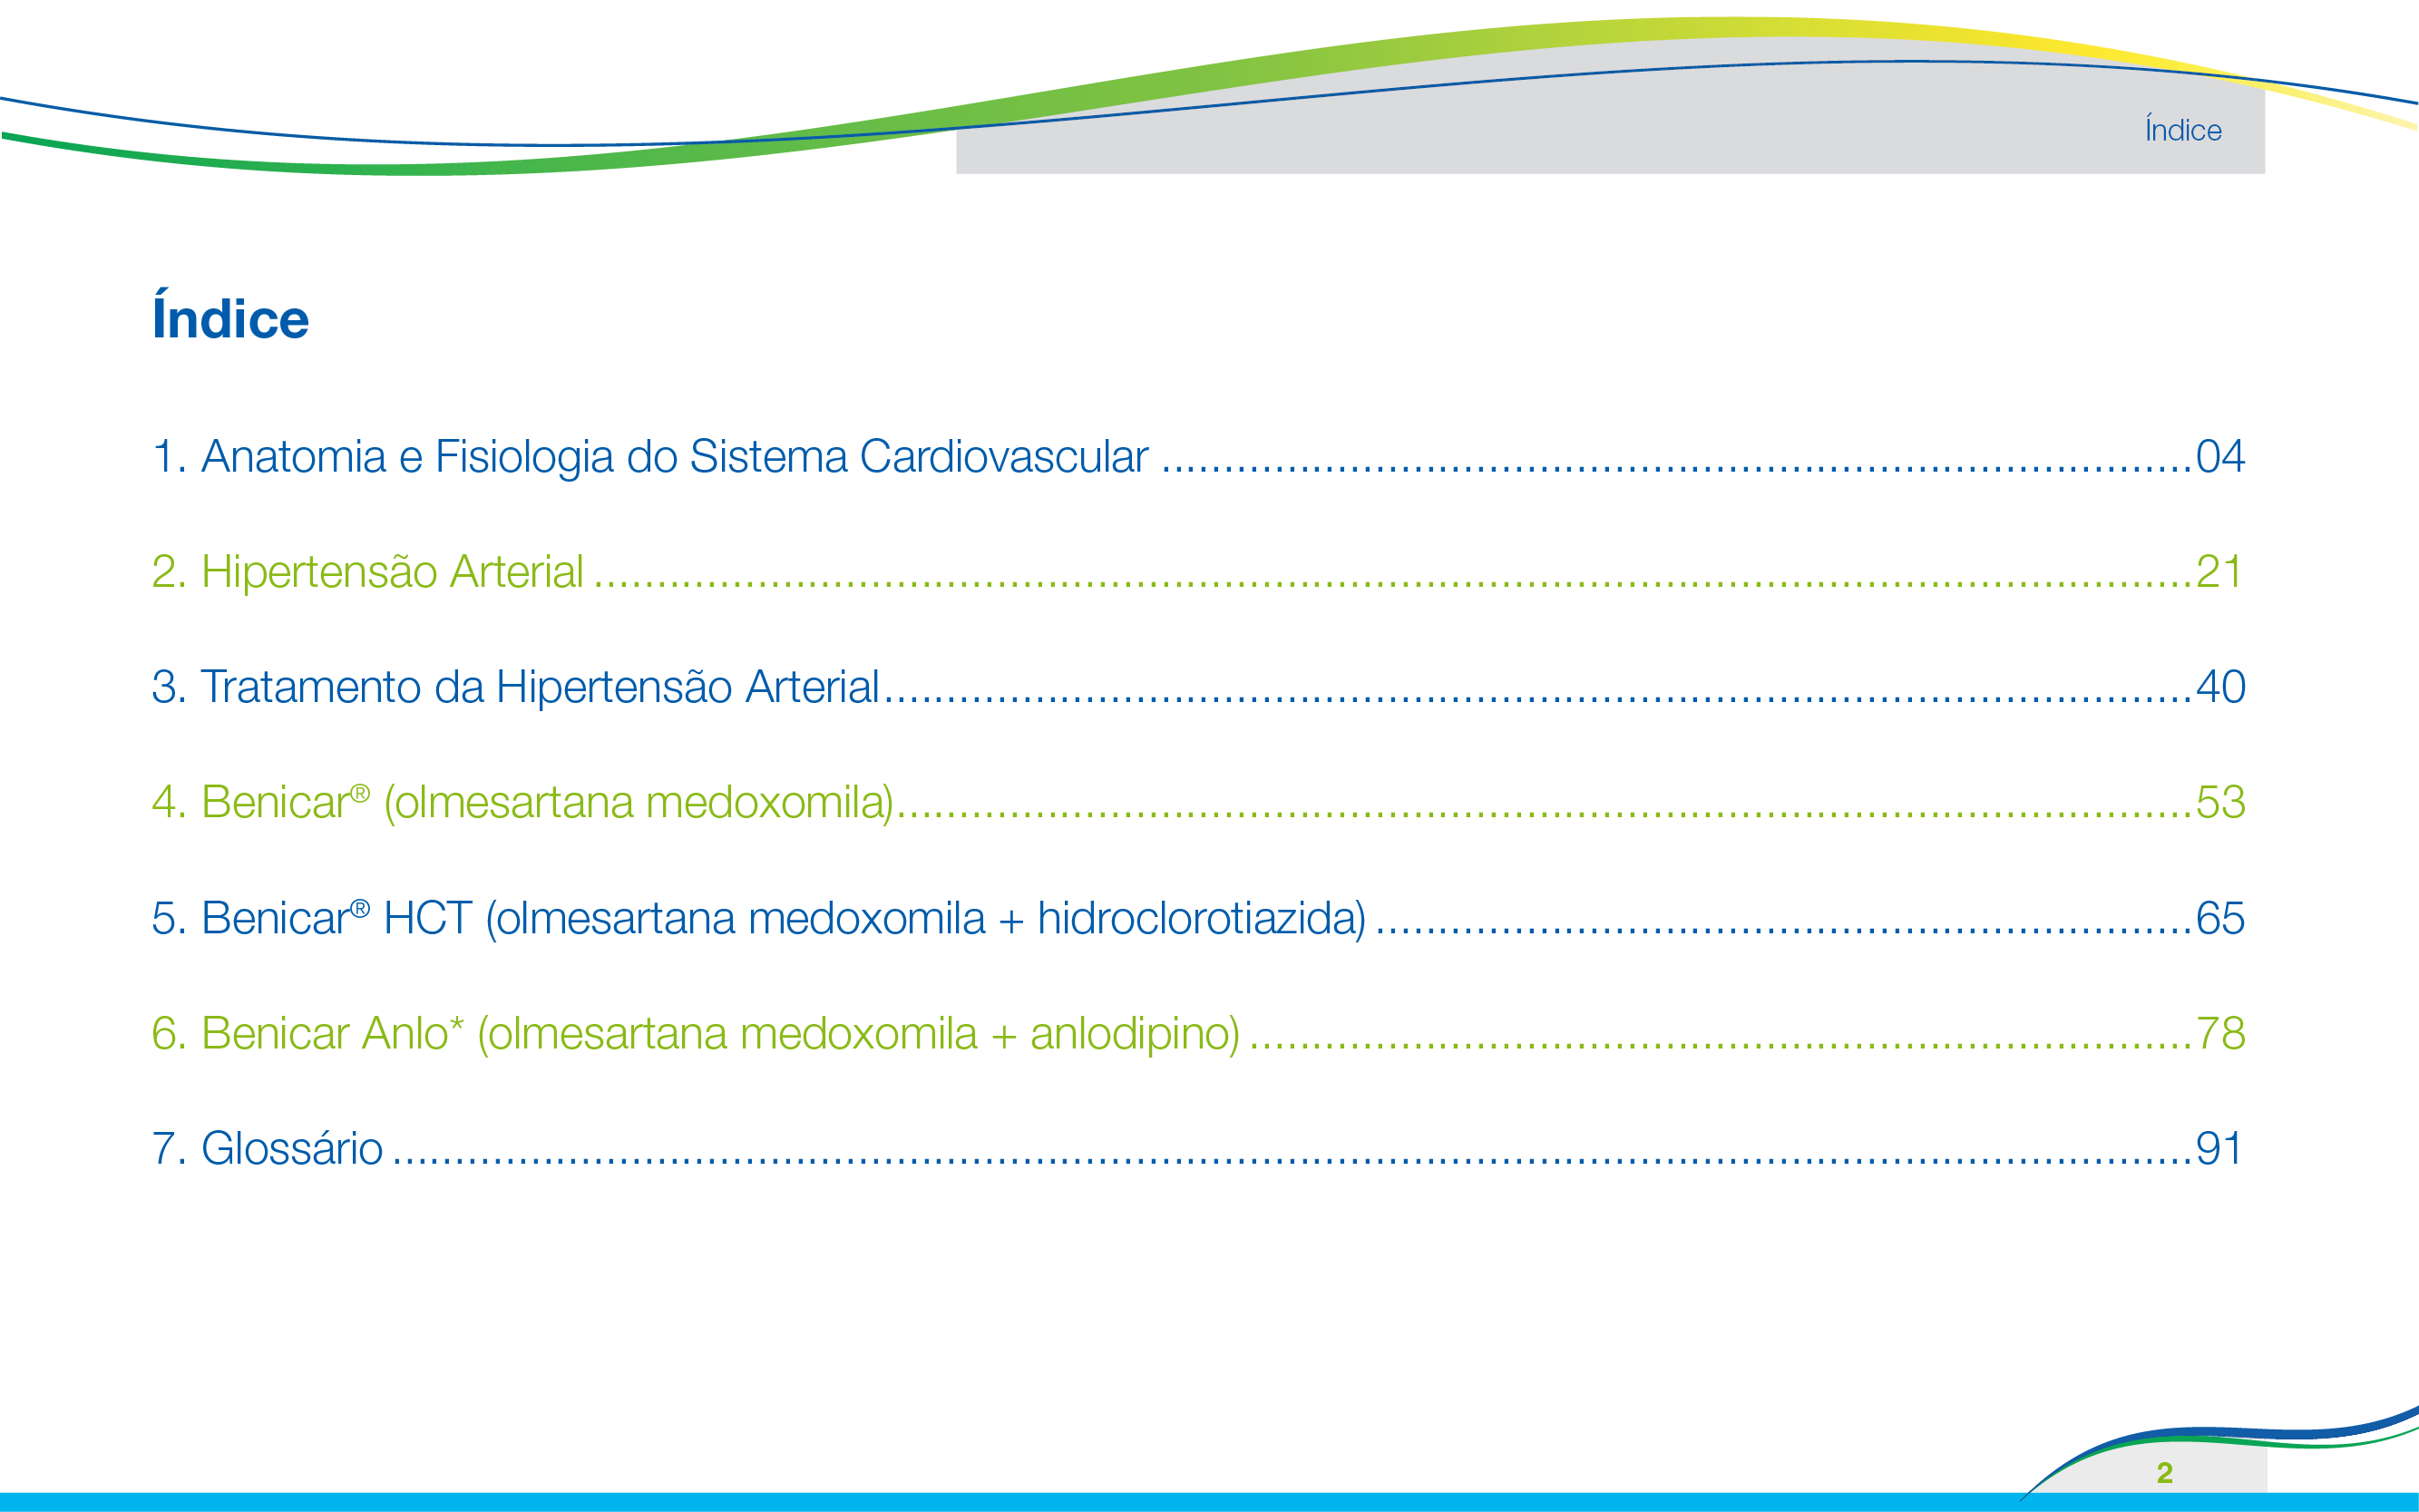 Índice
Índice
1. Anatomia e Fisiologia do Sistema Cardiovascular ........................................................................04
2. Hipertensão Arterial ........................................................................21
3. Tratamento da Hipertensão Arterial........................................................................40
4. Benicar® (olmesartana medoxomila)........................................................................53
5. Benicar® HCT (olmesartana medoxomila + hidroclorotiazida) ........................................................................65
6. Benicar Anlo* (olmesartana medoxomila + anlodipino) ........................................................................78
7. Glossário ........................................................................91
2